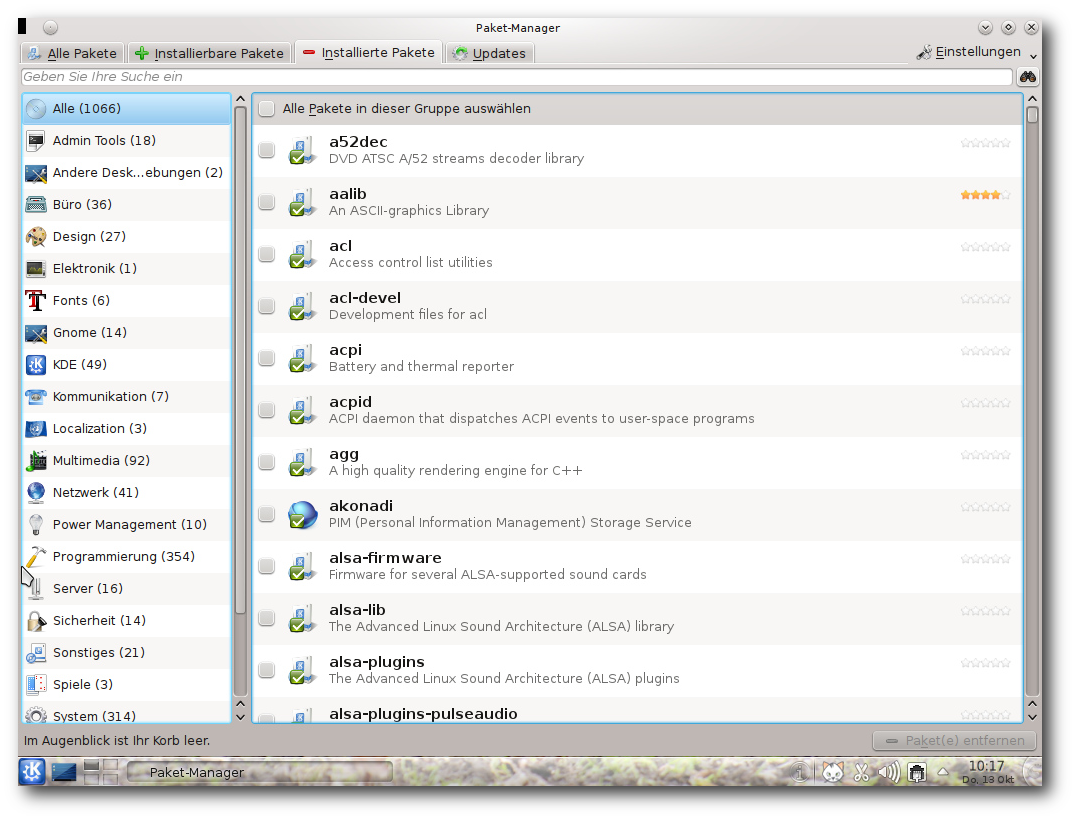 Paket-Manager
Alle Pakete
Installierbare Pakete
Installierte Pakete
Updates
Einstellungen
Geben Sie Ihre Suche ein
Alle (1066)
Admin Tools (18)
Andere Desk...ebungen (2)
Büro (36)
Design (27)
Elektronik (1)
Fonts (6)
Gnome (14)
KDE (49)
Kommunikation (7)
Localization (3)
Multimedia (92)
Netzwerk (41)
Power Management (10)
Programmierung (354)
Server (16)
Sicherheit (14)
Sonstiges (21)
Spiele (3)
System (314)
Alle Pakete in dieser Gruppe auswählen
a52dec
DVD ATSC A/52 streams decoder library
aalib
An ASCII-graphics Library
acl
Access control list utilities
acl-devel
Development files for acl
acpi
Battery and thermal reporter
acpid
ACPI daemon that dispatches ACPI events to user-space programs
agg
A high quality rendering engine for C++
akonadi
PIM (Personal Information Management) Storage Service
alsa-firmware
Firmware for several ALSA-supported sound cards
alsa-lib
The Advanced Linux Sound Architecture (ALSA) library
alsa-plugins
The Advanced Linux Sound Architecture (ALSA) plugins
alsa-plugins-pulseaudio
Im Augenblick ist Ihr Korb leer.
Paket(e) entfernen
Paket-Manager
10:17
Do, 13 Okt